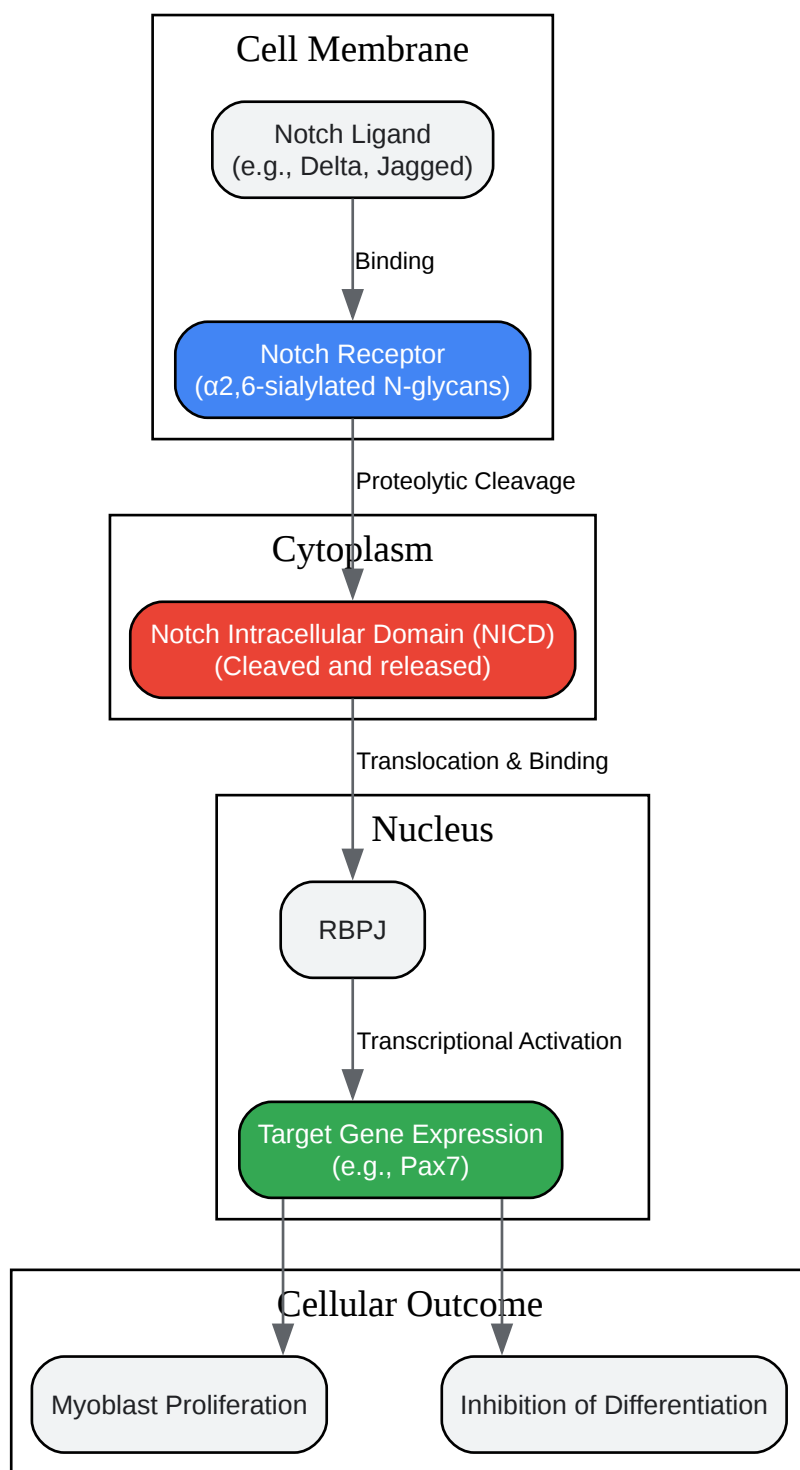 Cell Membrane
Notch Ligand
(e.g., Delta, Jagged)
Binding
Notch Receptor
(α2,6-sialylated N-glycans)
Proteolytic Cleavage
Cytoplasm
Notch Intracellular Domain (NICD)
(Cleaved and released)
Translocation & Binding
Nucleus
RBPJ
Transcriptional Activation
Target Gene Expression
(e.g., Pax7)
Cellular Outcome
Myoblast Proliferation
Inhibition of Differentiation